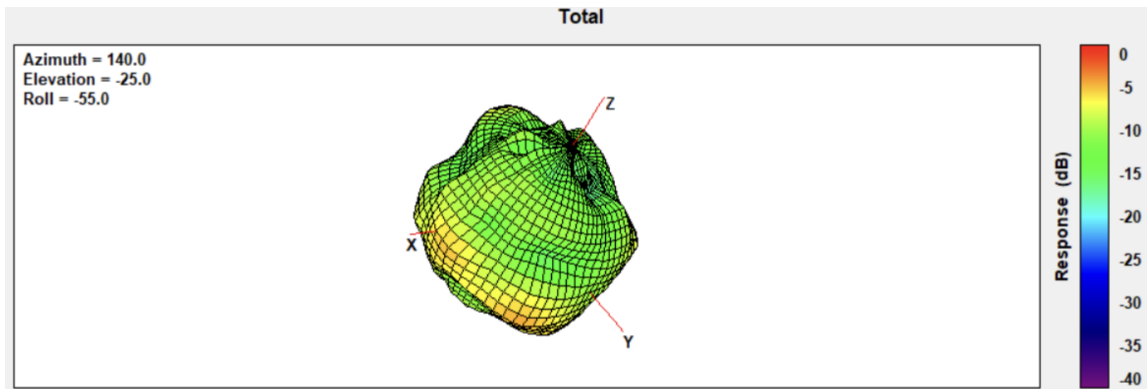 Total
Azimuth = 140.0
Elevation = -25.0
Roll = -55.0
Z
X
Y
0
-5
-10
-15
-20
-25
-30
-35
-40
Response (dB)